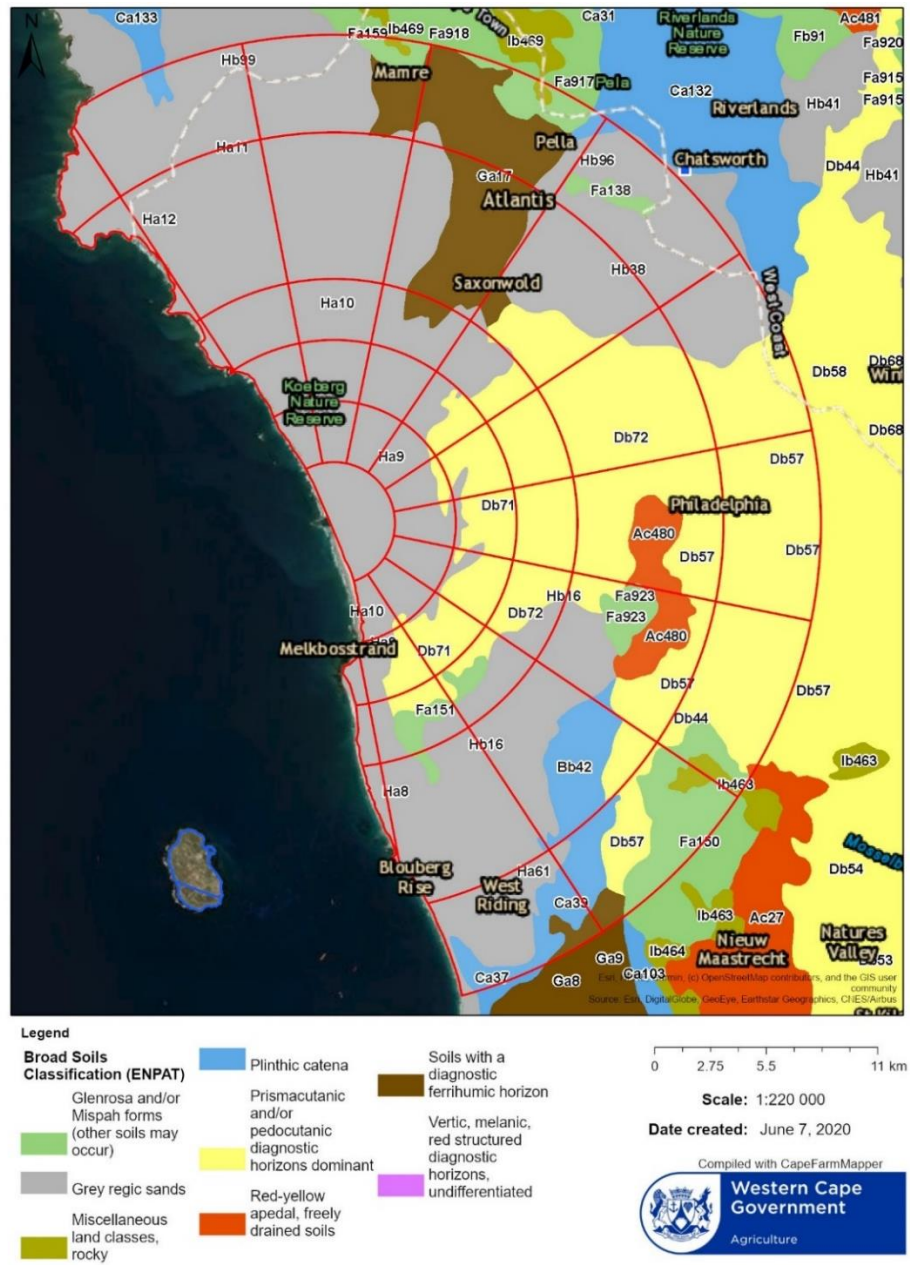 Ca133
Hb99
Fa159
Ib469
Fa918
Town
Ib469
Ca31
Riverlands
Nature
Reserve
Ac481
Fb91
Fa920
Mamre
Fa917
Pela
Ca132
Fa915
Riverlands
Hb41
Fa915
Ha11
Pella
Hb96
Chatsworth
Db44
Hb41
Ga17
Fa138
Atlantis
Ha12
Hb38
Saxonwold
West Coast
Ha10
Db58
Db68
Koeberg
Nature
Reserve
Db72
Db68
Ha9
Db57
Db71
Philadelphia
Ac480
Db57
Db57
Fa923
Hb16
Ha10
Db72
Fa923
Ac480
Melkbosstrand
Db71
Db57
Db57
Fa151
Db44
Hb16
Bb42
Ib463
Ib463
Ha8
Db57
Fa150
Blouberg
Rise
Ha61
Db54
West
Riding
Ca39
Ib463
Ac27
Nieuw
Maastrecht
Natures
Valley
Ib464
Ga9
Ca37
Ga8
Ca103
community
Source: Esri, DigitalGlobe, GeoEye, Earthstar Geographics, CNES/Airbus
Legend
Broad Soils
Classification (ENPAT)
Glenrosa and/or
Mispah forms
(other soils may
occur)
Grey regic sands
Miscellaneous
land classes,
rocky
Plinthic catena
Prismacutanic
and/or
pedocutanic
diagnostic
horizons dominant
Red-yellow
apedal, freely
drained soils
Soils with a
diagnostic
ferrihumic horizon
Vertic, melanic,
red structured
diagnostic
horizons,
undifferentiated
0 2.75 5.5 11 km
Scale: 1:220 000
Date created: June 7, 2020
Compiled with CapeFarmMapper
Western Cape
Government
Agriculture